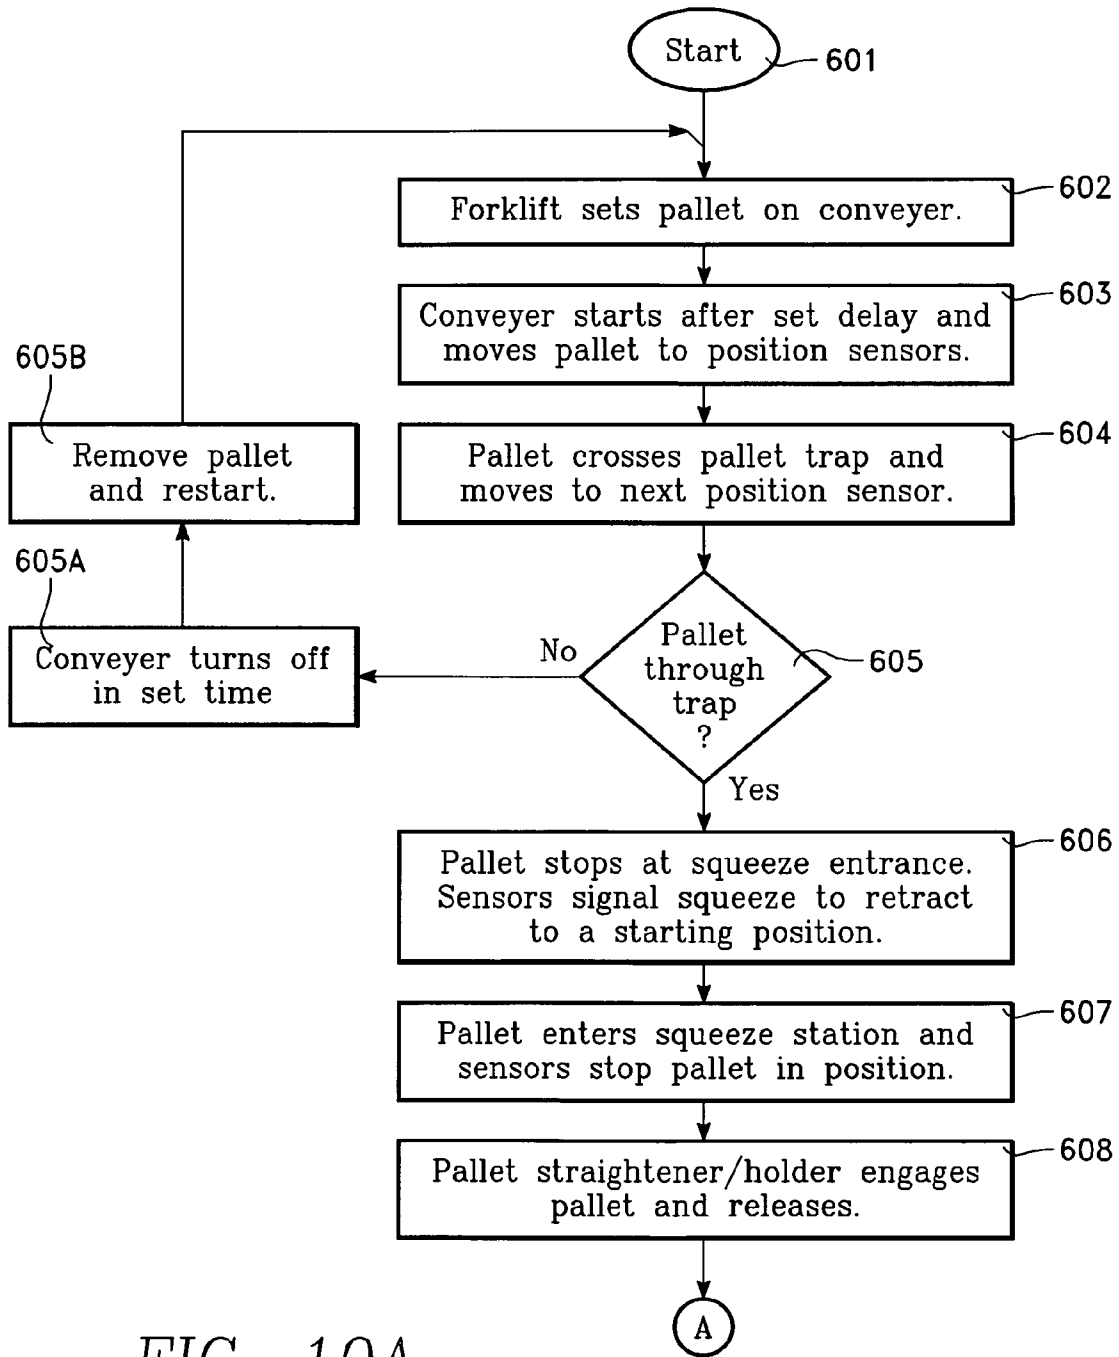 Start
601
Forklift sets pallet on conveyer.
602
Conveyer starts after set delay and
moves pallet to position sensors.
603
605B
Remove pallet
and restart.
Pallet crosses pallet trap and
moves to next position sensor.
604
605A
Conveyer turns off
in set time
No
Pallet
through
trap
?
605
Yes
Pallet stops at squeeze entrance.
Sensors signal squeeze to retract
to a starting position.
606
Pallet enters squeeze station and
sensors stop pallet in position.
607
Pallet straightener/holder engages
pallet and releases.
608
A
FIG. 10A